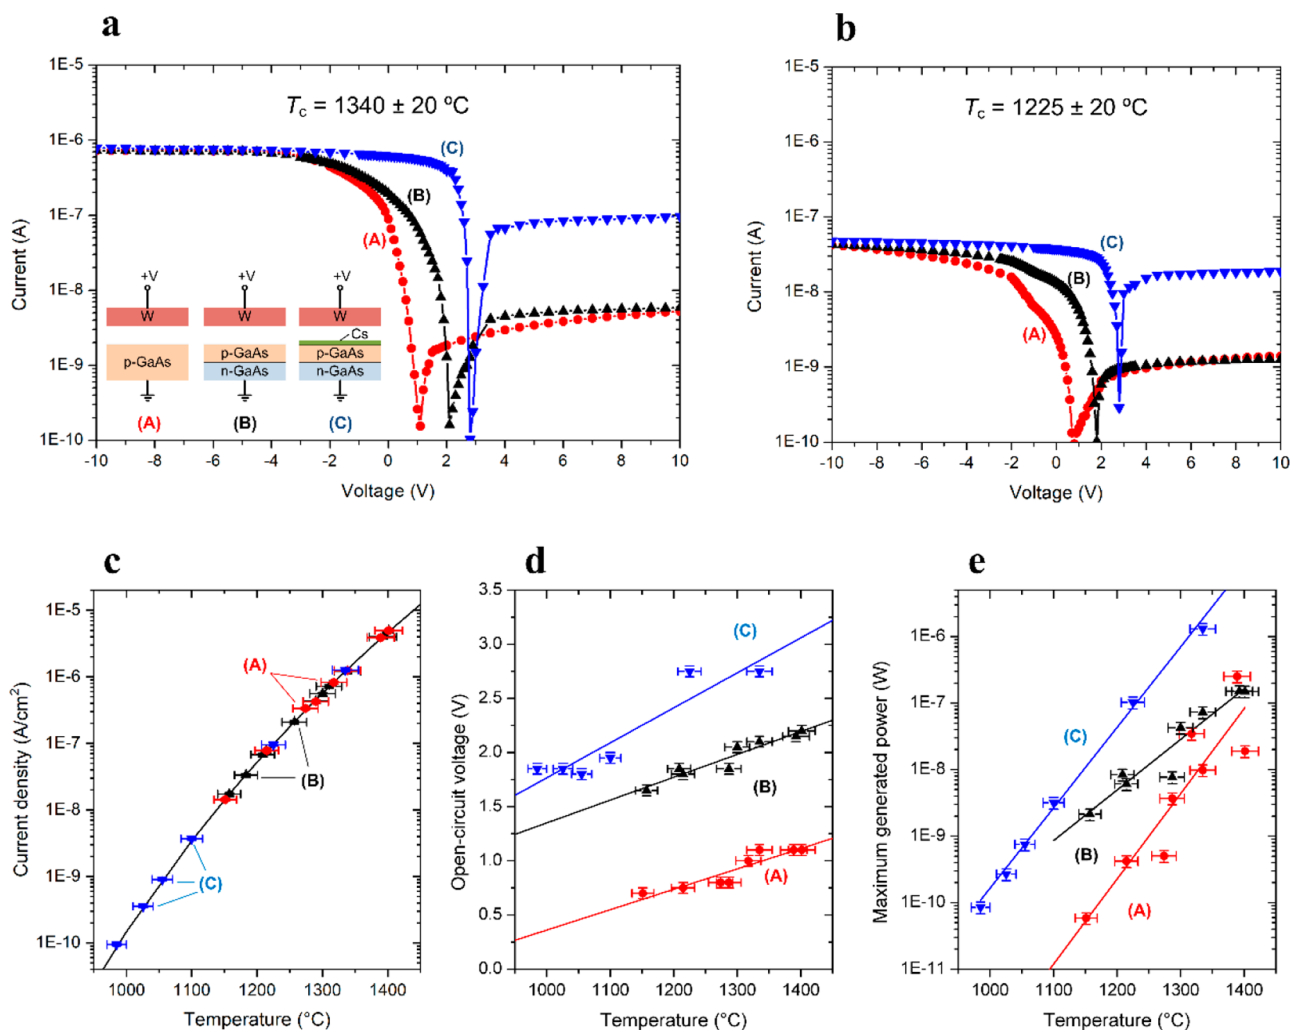 a
1E-5
1E-6
1E-7
1E-8
1E-9
1E-10
Current (A)
Tc = 1340 ± 20 ºC
(C)
(B)
(A)
+V +V +V
W W W
Cs
p-GaAs p-GaAs p-GaAs
n-GaAs n-GaAs
(A) (B) (C)
-10 -8 -6 -4 -2 0 2 4 6 8 10
Voltage (V)
b
1E-5
1E-6
1E-7
1E-8
1E-9
1E-10
Current (A)
Tc = 1225 ± 20 ºC
(C)
(B)
(A)
-10 -8 -6 -4 -2 0 2 4 6 8 10
Voltage (V)
c
1E-5
1E-6
1E-7
1E-8
1E-9
1E-10
Current density (A/cm²)
(A)
(B)
(C)
1000 1100 1200 1300 1400
Temperature (°C)
d
3.5
3.0
2.5
2.0
1.5
1.0
0.5
0.0
Open-circuit voltage (V)
(C)
(B)
(A)
1000 1100 1200 1300 1400
Temperature (°C)
e
1E-6
1E-7
1E-8
1E-9
1E-10
1E-11
Maximum generated power (W)
(C)
(B)
(A)
1000 1100 1200 1300 1400
Temperature (°C)